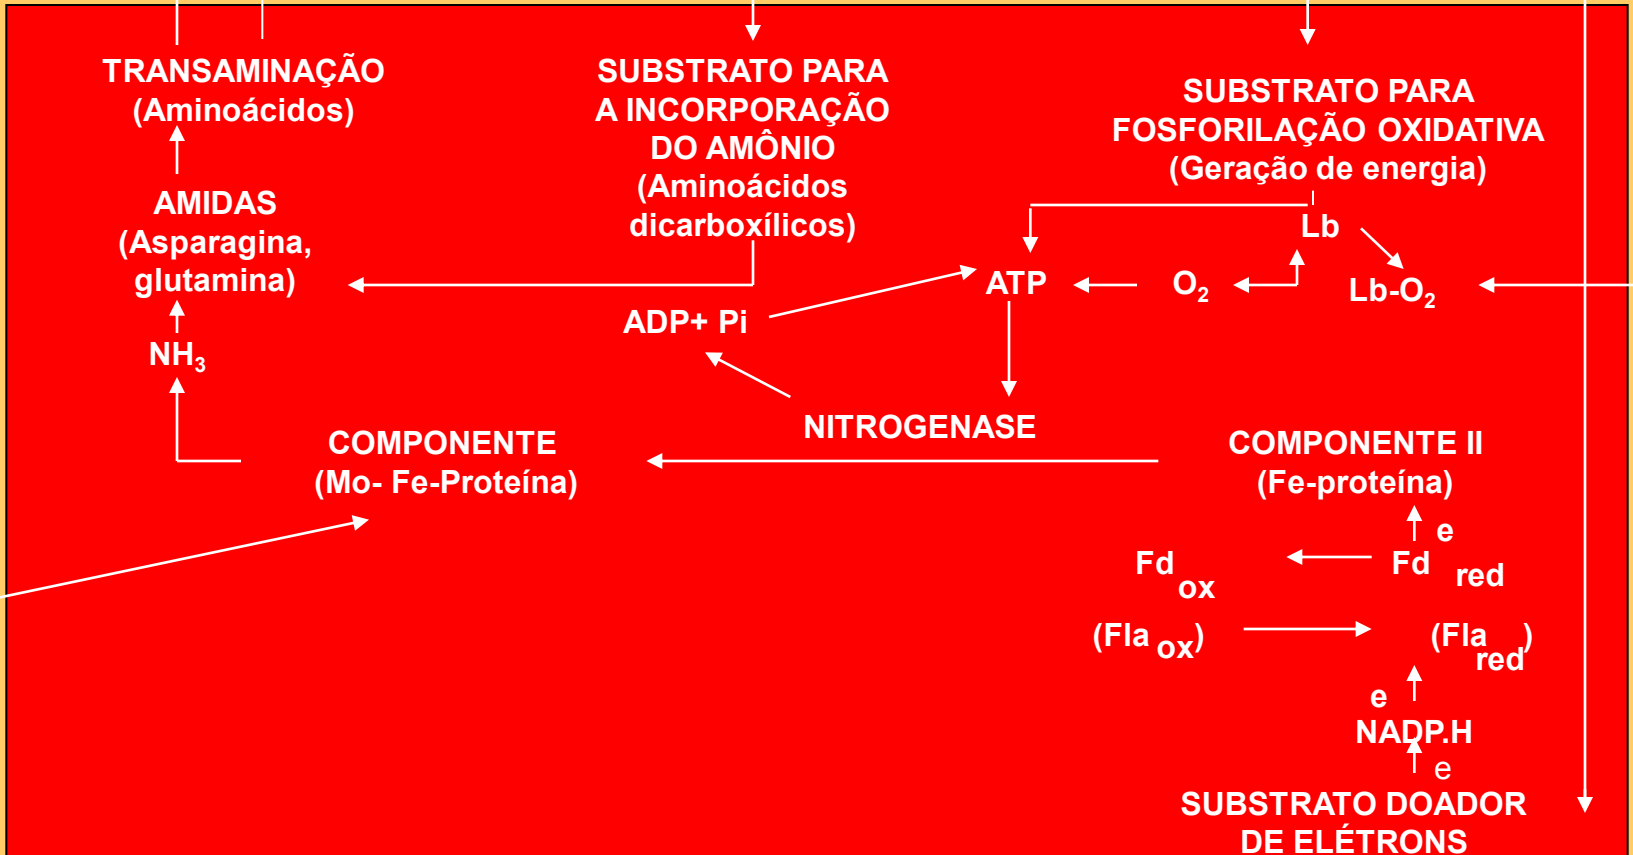 TRANSAMINAÇÃO
(Aminoácidos)
SUBSTRATO PARA
A INCORPORAÇÃO
DO AMÔNIO
(Aminoácidos
dicarboxílicos)
SUBSTRATO PARA
FOSFORILAÇÃO OXIDATIVA
(Geração de energia)
AMIDAS
(Asparagina,
glutamina)
Lb
ATP
O2
Lb-O2
ADP+ Pi
NH3
NITROGENASE
COMPONENTE
(Mo- Fe-Proteína)
COMPONENTE II
(Fe-proteína)
e
Fd ox
Fd red
(Fla ox)
(Fla red)
e
NADP.H
e
SUBSTRATO DOADOR
DE ELÉTRONS